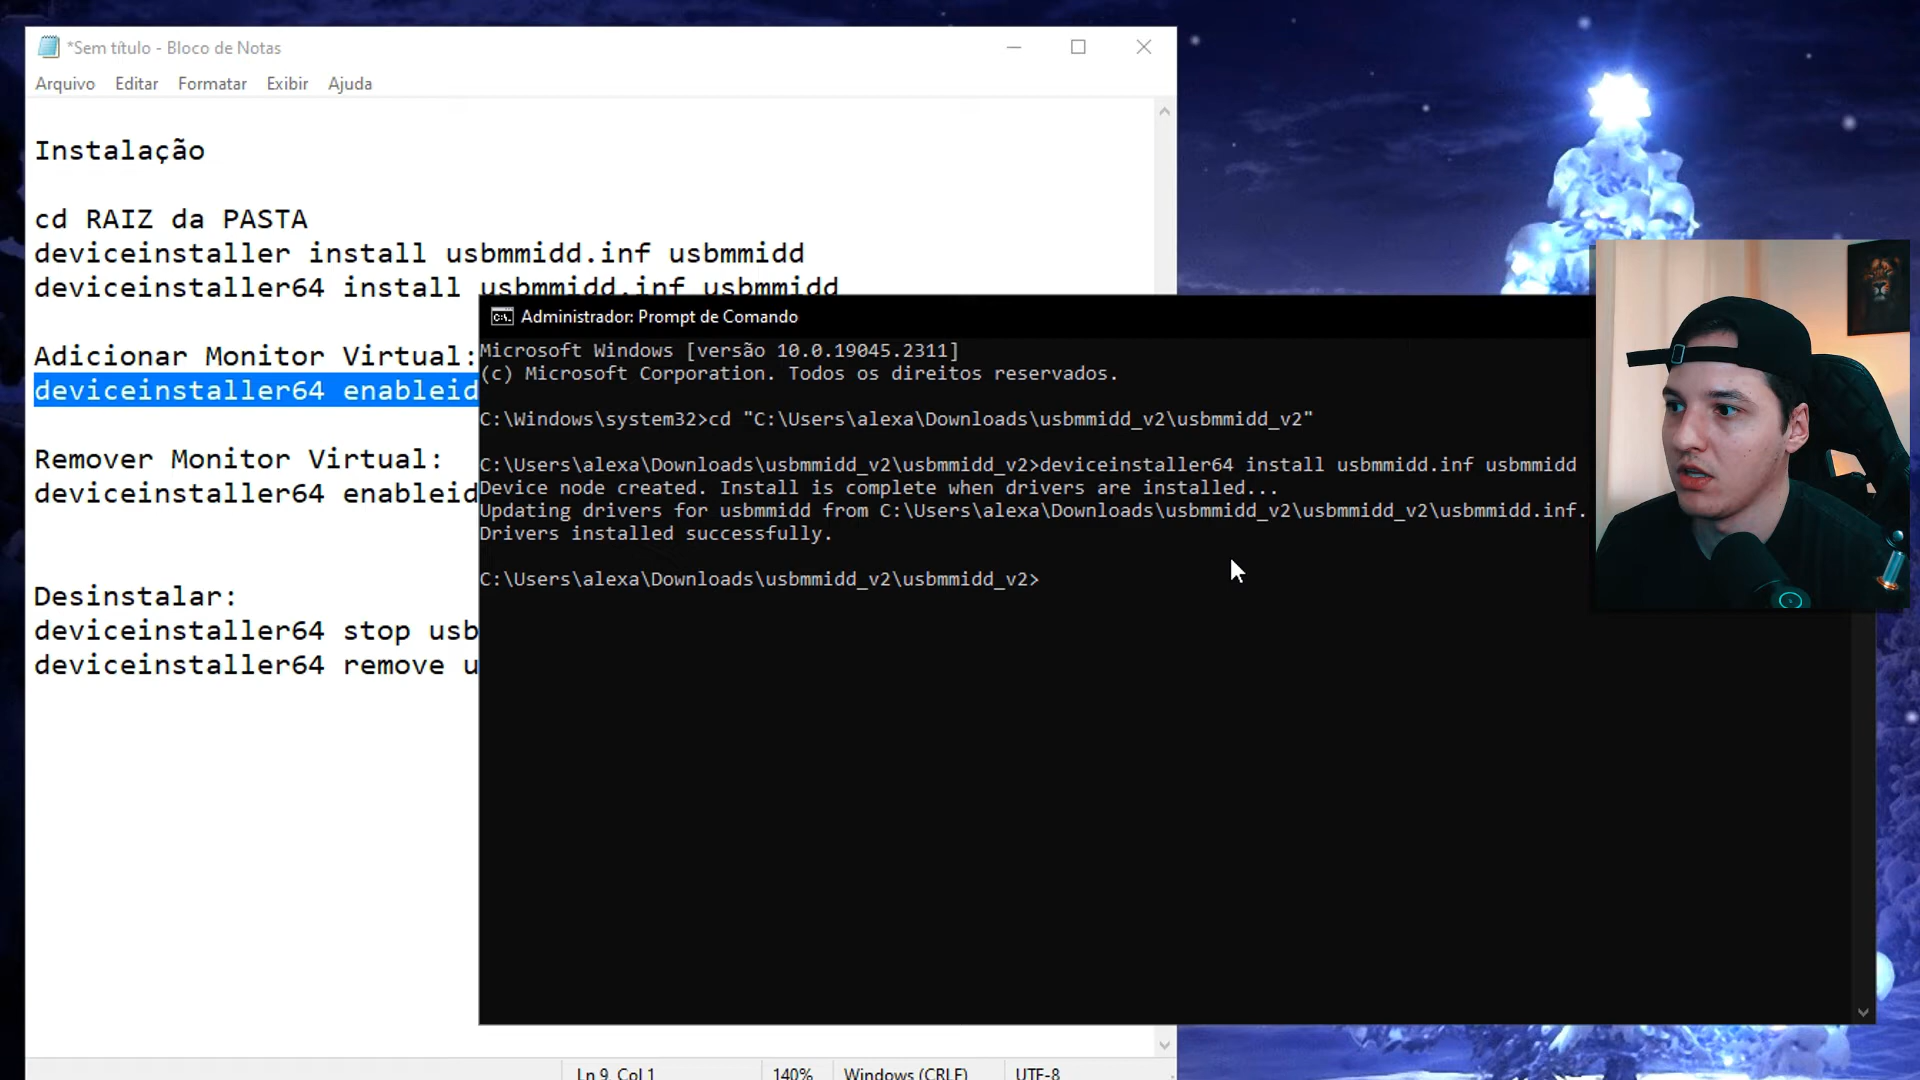 *Sem título - Bloco de Notas
Arquivo Editar Formatar Exibir Ajuda
Instalação
cd RAIZ da PASTA
deviceinstaller install usbmmidd.inf usbmmidd
deviceinstaller64 install usbmmidd.inf usbmmidd
Adicionar Monitor Virtual:
deviceinstaller64 enableid
Remover Monitor Virtual:
deviceinstaller64 enableid
Desinstalar:
deviceinstaller64 stop usb
deviceinstaller64 remove u
Ln 9, Col 1 140% Windows (CRLF) UTF-8
Administrador: Prompt de Comando
Microsoft Windows [versão 10.0.19045.2311]
(c) Microsoft Corporation. Todos os direitos reservados.
C:\Windows\system32>cd "C:\Users\alexa\Downloads\usbmmidd_v2\usbmmidd_v2"
C:\Users\alexa\Downloads\usbmmidd_v2\usbmmidd_v2>deviceinstaller64 install usbmmidd.inf usbmmidd
Device node created. Install is complete when drivers are installed...
Updating drivers for usbmmidd from C:\Users\alexa\Downloads\usbmmidd_v2\usbmmidd_v2\usbmmidd.inf.
Drivers installed successfully.
C:\Users\alexa\Downloads\usbmmidd_v2\usbmmidd_v2>